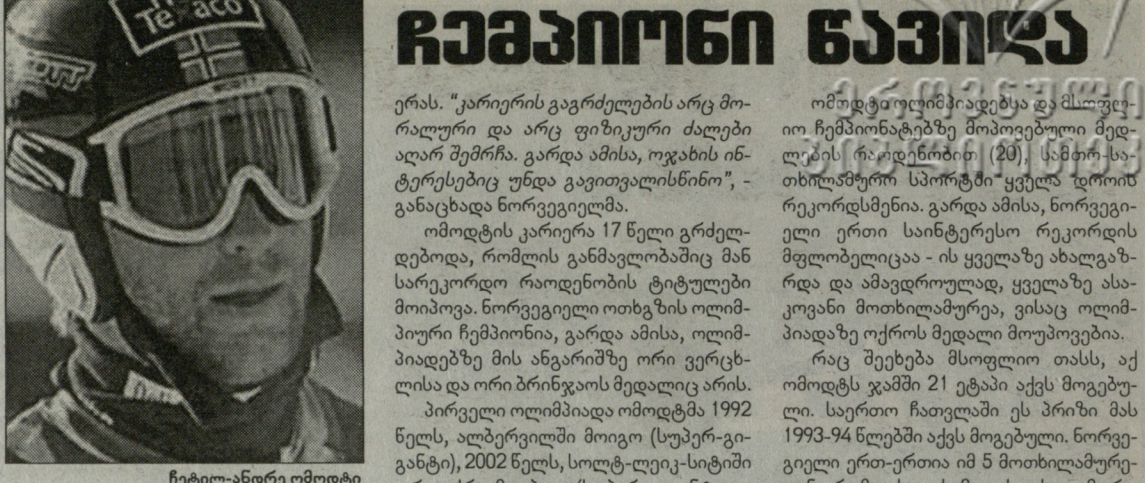 Texaco
ჩემპიონი წავიდა
ერას. "კარიერის გაგრძელების არც მო-
რალური და არც ფიზიკური ძალები
აღარ შემრჩა. გარდა ამისა, ოჯახის ინ-
ტერესებიც უნდა გავითვალისწინო", -
განაცხადა ნორვეგიელმა.
ომოდტის კარიერა 17 წელი გრძელ-
დებოდა, რომლის განმავლობაშიც მან
სარეკორდო რაოდენობის ტიტულები
მოიპოვა. ნორვეგიელი ოთხგზის ოლიმ-
პიური ჩემპიონია, გარდა ამისა, ოლიმ-
პიადებზე მის ანგარიშზე ორი ვერცხ-
ლისა და ორი ბრინჯაოს მედალიც არის.
პირველი ოლიმპიადა ომოდტმა 1992
წელს, ალბერვილში მოიგო (სუპერ-გი-
განტი), 2002 წელს, სოლტ-ლეიკ-სიტიში
ომოდტი ოლიმპიადებსა და მსოფლ-
იო ჩემპიონატებზე მოპოვებული მედ-
ლების რაოდენობით (20), სამთო-სა-
თხილამურო სპორტში ყველა დროის
რეკორდსმენია. გარდა ამისა, ნორვეგი-
ელი ერთი საინტერესო რეკორდის
მფლობელიცაა - ის ყველაზე ახალგაზ-
რდა და ამავდროულად, ყველაზე ასა-
კოვანი მოთხილამურეა, ვისაც ოლიმ-
პიადაზე ოქროს მედალი მოუპოვებია.
რაც შეეხება მსოფლიო თასს, აქ
ომოდტს ჯამში 21 ეტაპი აქვს მოგებუ-
ლი. საერთო ჩათვლაში ეს პრიზი მას
1993-94 წლებში აქვს მოგებული. ნორვე-
გიელი ერთ-ერთია იმ 5 მოთხილამურე-
ჩეტილ-ანდრე ომოდტი
ეროვნული
ბიბლიოთეკა